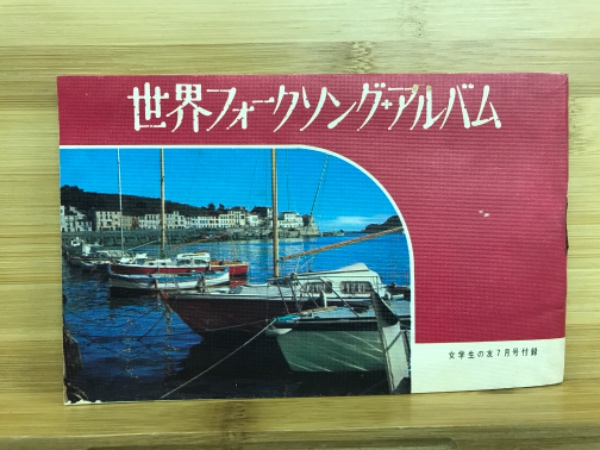 世界フォークソング・アルバム
女学生の友7月号付録